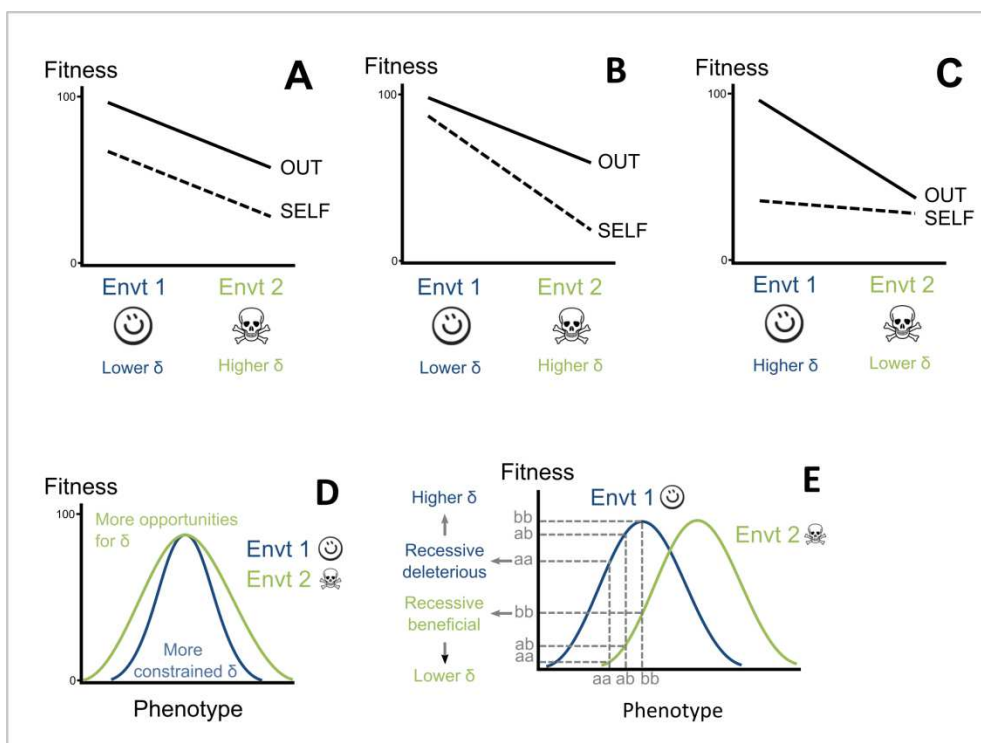 A
Fitness
100
0
OUT
SELF
Envt 1
Envt 2
Lower δ
Higher δ
B
Fitness
100
0
OUT
SELF
Envt 1
Envt 2
Lower δ
Higher δ
C
Fitness
100
0
OUT
SELF
Envt 1
Envt 2
Higher δ
Lower δ
D
Fitness
100
0
More opportunities
for δ
Envt 1
Envt 2
More
constrained δ
Phenotype
E
Fitness
Higher δ
Recessive
deleterious
Recessive
beneficial
Lower δ
bb
ab
aa
bb
ab
aa
Envt 1
Envt 2
aa ab bb
Phenotype